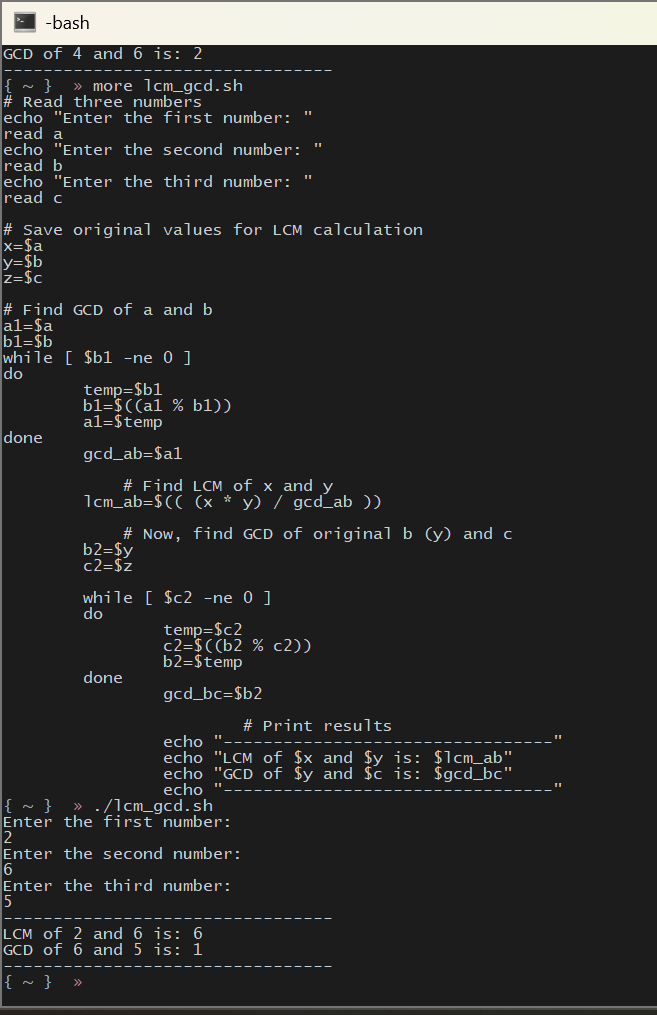 -bash
GCD of 4 and 6 is: 2
---------------------------------
{ ~ }  » more lcm_gcd.sh
# Read three numbers
echo "Enter the first number: "
read a
echo "Enter the second number: "
read b
echo "Enter the third number: "
read c
# Save original values for LCM calculation
x=$a
y=$b
z=$c
# Find GCD of a and b
a1=$a
b1=$b
while [ $b1 -ne 0 ]
do
        temp=$b1
        b1=$((a1 % b1))
        a1=$temp
done
        gcd_ab=$a1
            # Find LCM of x and y
        lcm_ab=$(( (x * y) / gcd_ab ))
            # Now, find GCD of original b (y) and c
        b2=$y
        c2=$z
        while [ $c2 -ne 0 ]
        do
                temp=$c2
                c2=$((b2 % c2))
                b2=$temp
        done
                gcd_bc=$b2
                        # Print results
                echo "---------------------------------"
                echo "LCM of $x and $y is: $lcm_ab"
                echo "GCD of $y and $c is: $gcd_bc"
                echo "---------------------------------"
{ ~ }  » ./lcm_gcd.sh
Enter the first number:
2
Enter the second number:
6
Enter the third number:
5
---------------------------------
LCM of 2 and 6 is: 6
GCD of 6 and 5 is: 1
---------------------------------
{ ~ }  »